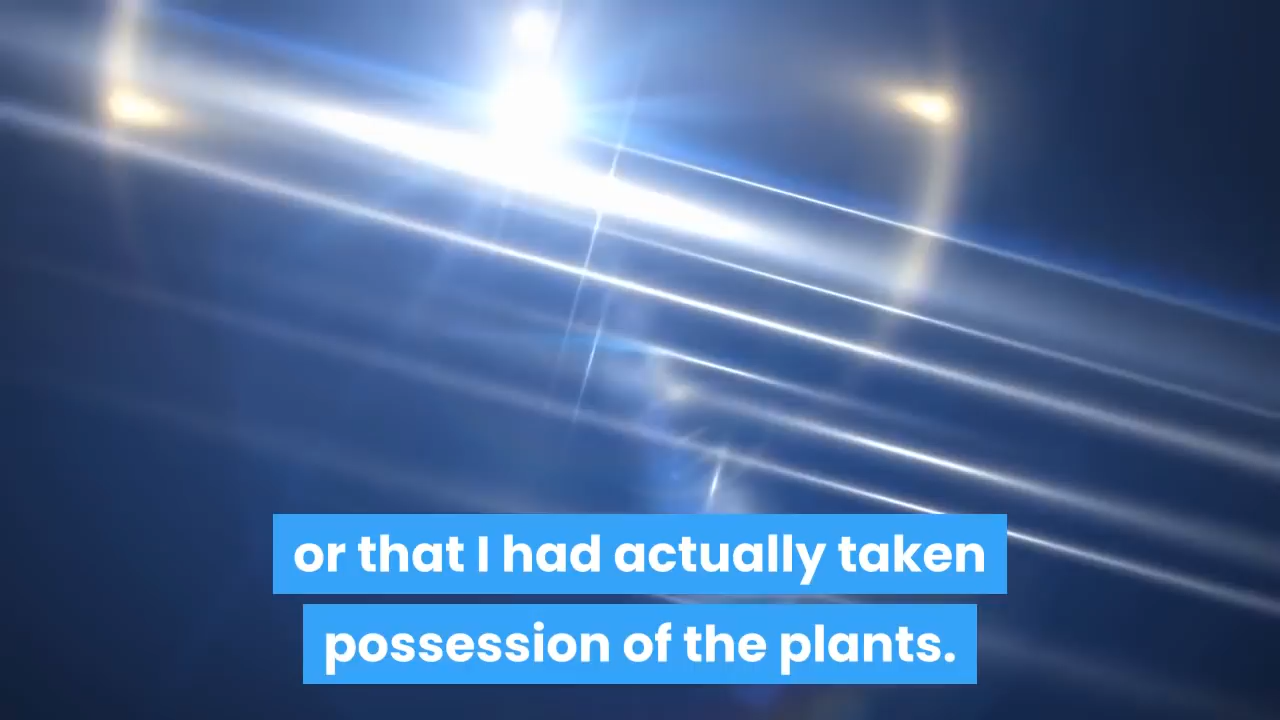 or that I had actually taken
possession of the plants.